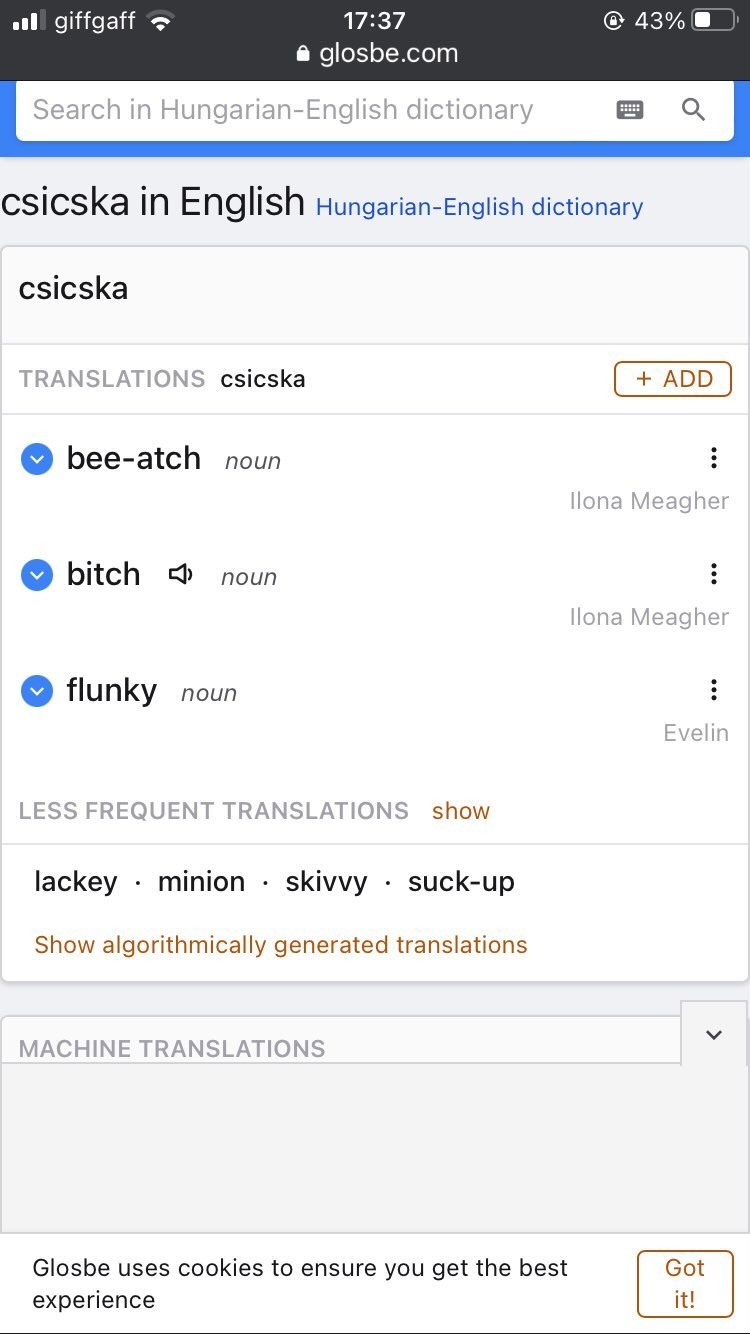 giffgaff 17:37 43%
glosbe.com
Search in Hungarian-English dictionary
csicska in English Hungarian-English dictionary
csicska
TRANSLATIONS csicska + ADD
bee-atch noun
Ilona Meagher
bitch noun
Ilona Meagher
flunky noun
Evelin
LESS FREQUENT TRANSLATIONS show
lackey · minion · skivvy · suck-up
Show algorithmically generated translations
MACHINE TRANSLATIONS
Glosbe uses cookies to ensure you get the best
experience
Got
it!